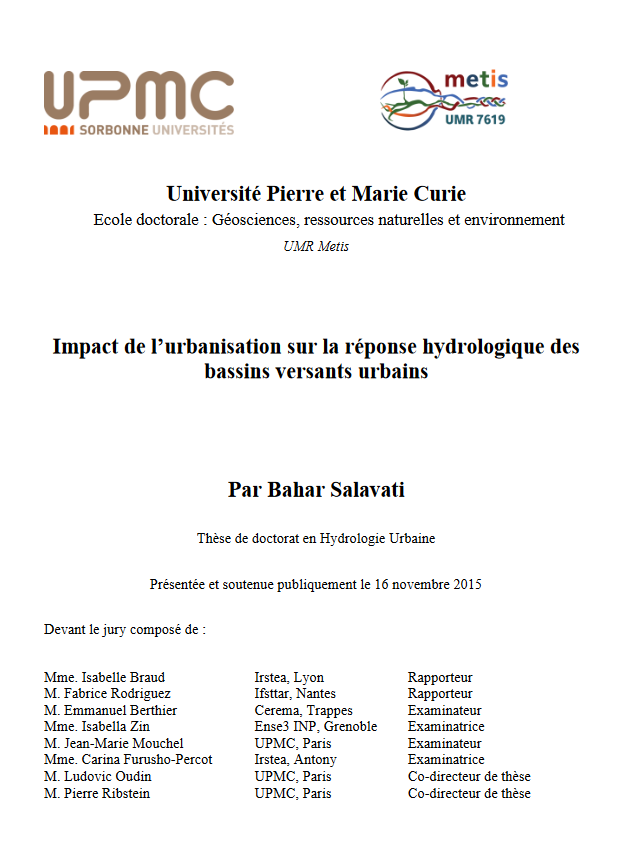 UPMC
SORBONNE UNIVERSITÉS
metis
UMR 7619
Université Pierre et Marie Curie
Ecole doctorale : Géosciences, ressources naturelles et environnement
UMR Metis
Impact de l’urbanisation sur la réponse hydrologique des
bassins versants urbains
Par Bahar Salavati
Thèse de doctorat en Hydrologie Urbaine
Présentée et soutenue publiquement le 16 novembre 2015
Devant le jury composé de :
Mme. Isabelle Braud Irstea, Lyon Rapporteur
M. Fabrice Rodriguez Ifsttar, Nantes Rapporteur
M. Emmanuel Berthier Cerema, Trappes Examinateur
Mme. Isabella Zin Ense3 INP, Grenoble Examinatrice
M. Jean-Marie Mouchel UPMC, Paris Examinateur
Mme. Carina Furusho-Percot Irstea, Antony Examinatrice
M. Ludovic Oudin UPMC, Paris Co-directeur de thèse
M. Pierre Ribstein UPMC, Paris Co-directeur de thèse